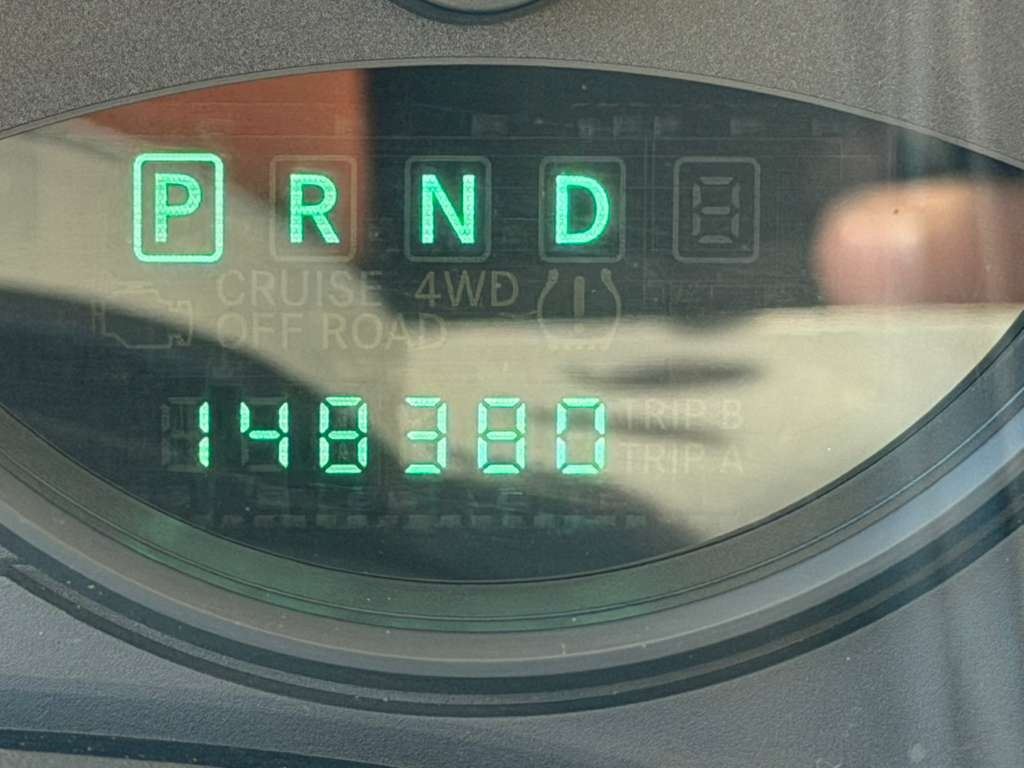 P R N D
CRUISE 4WD
OFF ROAD
148380 TRIP B
TRIP A